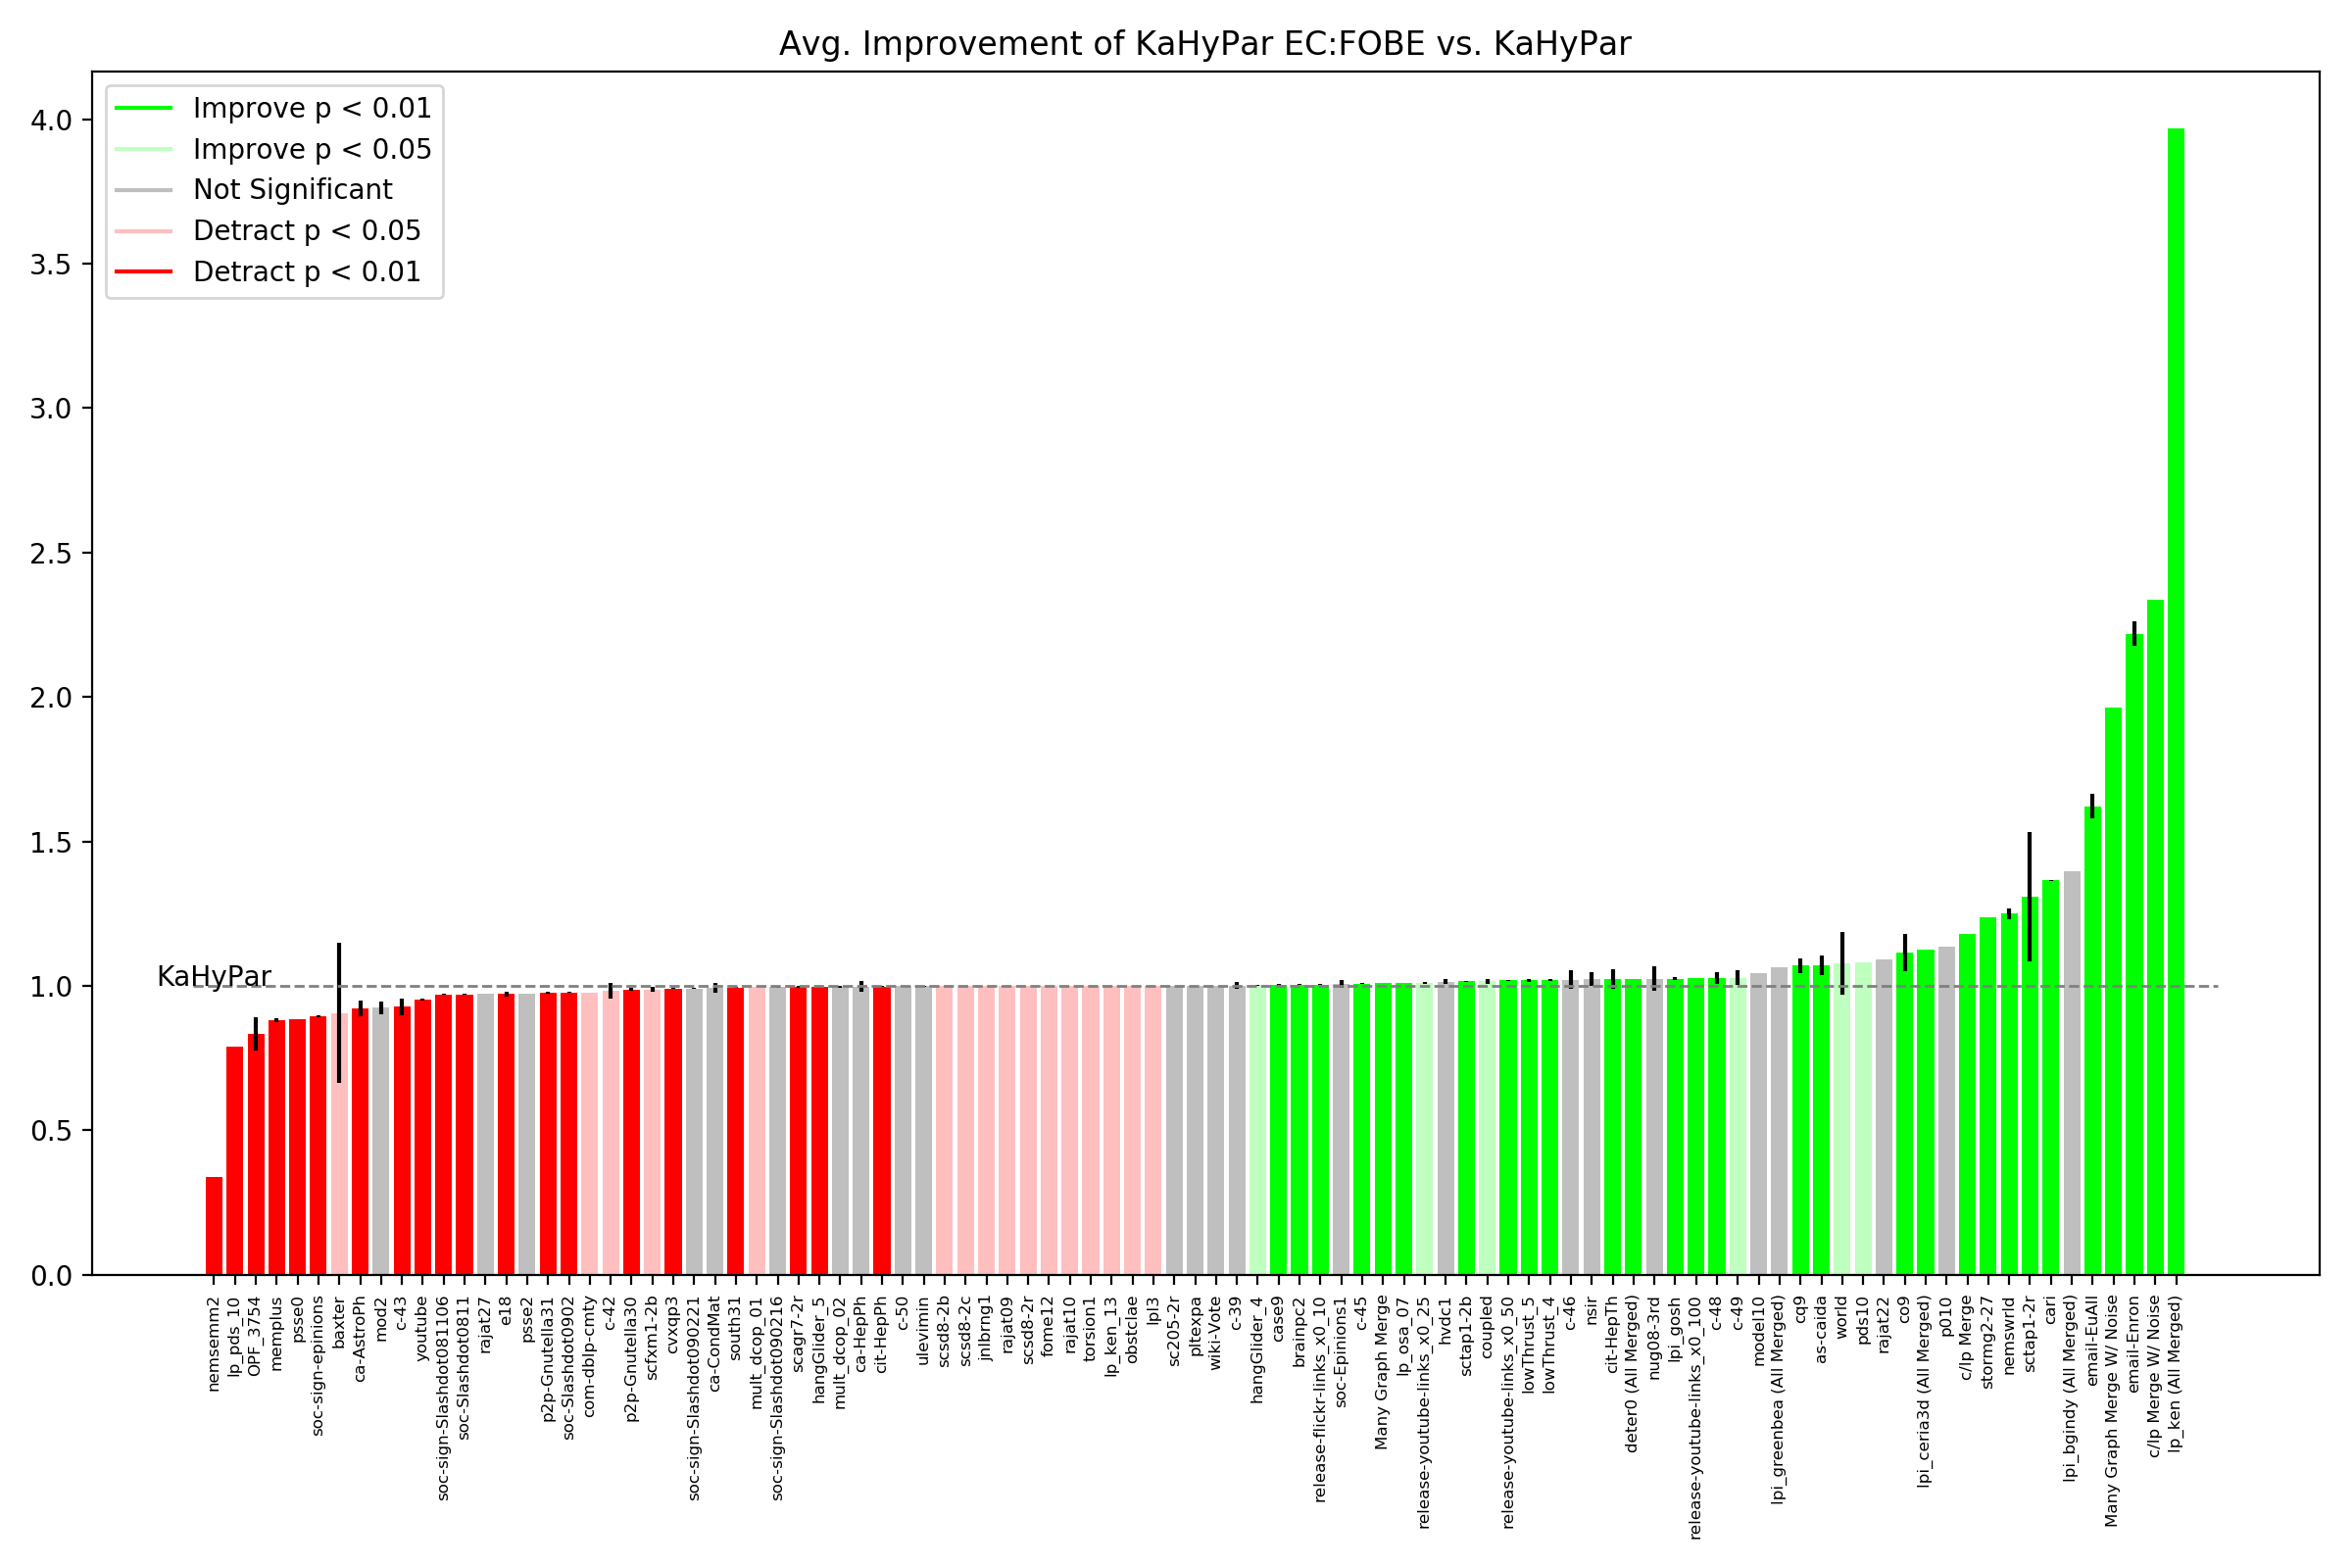 Avg. Improvement of KaHyPar EC:FOBE vs. KaHyPar
Improve p < 0.01
Improve p < 0.05
Not Significant
Detract p < 0.05
Detract p < 0.01
4.0
3.5
3.0
2.5
2.0
1.5
1.0
0.5
0.0
KaHyPar
nemsemm2
lp_pds_10
OPF_3754
memplus
psse0
soc-sign-epinions
baxter
ca-AstroPh
mod2
c-43
youtube
soc-sign-Slashdot081106
soc-Slashdot0811
rajat27
e18
psse2
p2p-Gnutella31
soc-Slashdot0902
com-dblp-cmty
c-42
p2p-Gnutella30
scfxm1-2b
cvxqp3
soc-sign-Slashdot090221
ca-CondMat
south31
mult_dcop_01
soc-sign-Slashdot090216
scagr7-2r
hangGlider_5
mult_dcop_02
ca-HepPh
cit-HepPh
c-50
ulevimin
scsd8-2b
scsd8-2c
jnlbrng1
rajat09
scsd8-2r
fome12
rajat10
torsion1
lp_ken_13
obstclae
lpl3
sc205-2r
pltexpa
wiki-Vote
c-39
hangGlider_4
case9
brainpc2
release-flickr-links_x0_10
soc-Epinions1
c-45
Many Graph Merge
lp_osa_07
release-youtube-links_x0_25
hvdc1
sctap1-2b
coupled
release-youtube-links_x0_50
lowThrust_5
lowThrust_4
c-46
nsir
cit-HepTh
deter0 (All Merged)
nug08-3rd
lpi_gosh
release-youtube-links_x0_100
c-48
c-49
model10
lpi_greenbea (All Merged)
cq9
as-caida
world
pds10
rajat22
co9
lpi_ceria3d (All Merged)
p010
c/lp Merge
stormg2-27
nemswrld
sctap1-2r
cari
lpi_bgindy (All Merged)
email-EuAll
Many Graph Merge W/ Noise
email-Enron
c/lp Merge W/ Noise
lp_ken (All Merged)